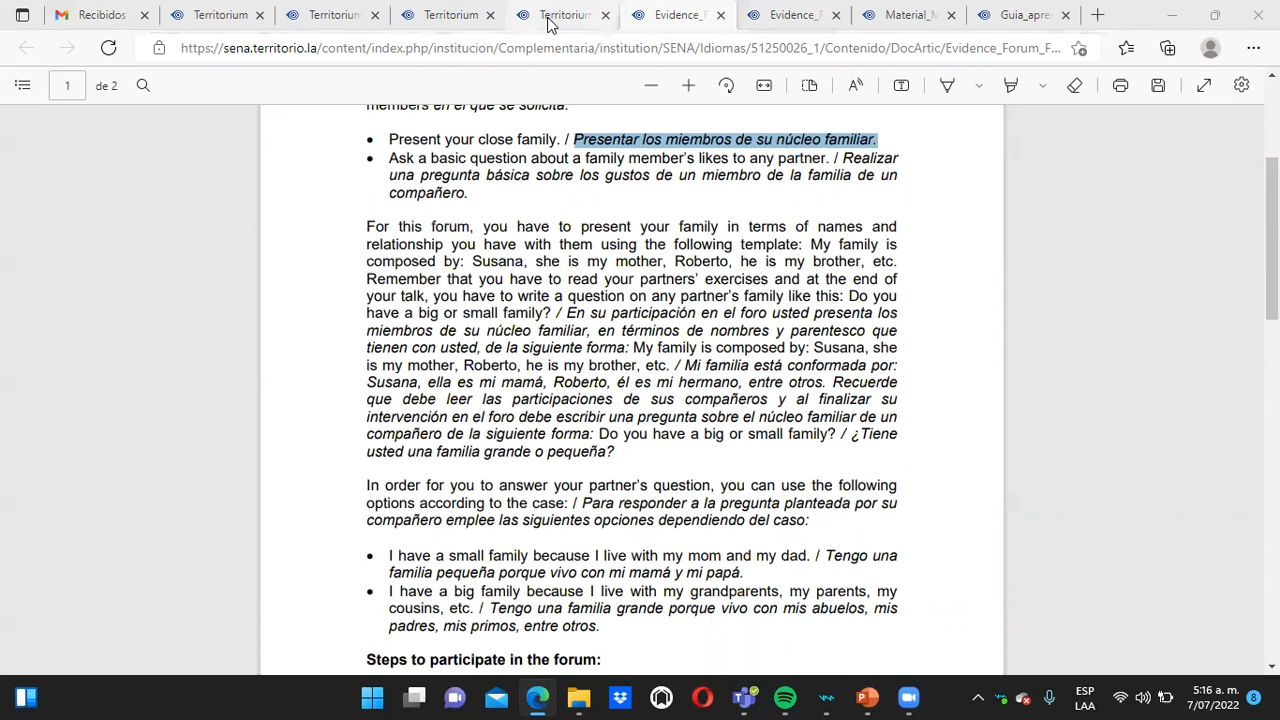 Recibidos
Territorium
Territorium
Territorium
Territorium
Evidence_F
Evidence_F
Material_M
Guia_apre
https://sena.territorio.la/content/index.php/institucion/Complementaria/institution/SENA/Idiomas/51250026_1/Contenido/DocArtic/Evidence_Forum_F...
1 de 2
members en el que se solicita.
• Present your close family. / Presentar los miembros de su núcleo familiar.
• Ask a basic question about a family member's likes to any partner. / Realizar
una pregunta básica sobre los gustos de un miembro de la familia de un
compañero.
For this forum, you have to present your family in terms of names and
relationship you have with them using the following template: My family is
composed by: Susana, she is my mother, Roberto, he is my brother, etc.
Remember that you have to read your partners' exercises and at the end of
your talk, you have to write a question on any partner's family like this: Do you
have a big or small family? / En su participación en el foro usted presenta los
miembros de su núcleo familiar, en términos de nombres y parentesco que
tienen con usted, de la siguiente forma: My family is composed by: Susana, she
is my mother, Roberto, he is my brother, etc. / Mi familia está conformada por:
Susana, ella es mi mamá, Roberto, él es mi hermano, entre otros. Recuerde
que debe leer las participaciones de sus compañeros y al finalizar su
intervención en el foro debe escribir una pregunta sobre el núcleo familiar de un
compañero de la siguiente forma: Do you have a big or small family? / ¿Tiene
usted una familia grande o pequeña?
In order for you to answer your partner's question, you can use the following
options according to the case: / Para responder a la pregunta planteada por su
compañero emplee las siguientes opciones dependiendo del caso:
• I have a small family because I live with my mom and my dad. / Tengo una
familia pequeña porque vivo con mi mamá y mi papá.
• I have a big family because I live with my grandparents, my parents, my
cousins, etc. / Tengo una familia grande porque vivo con mis abuelos, mis
padres, mis primos, entre otros.
Steps to participate in the forum:
ESP
LAA
5:16 a. m.
7/07/2022
8